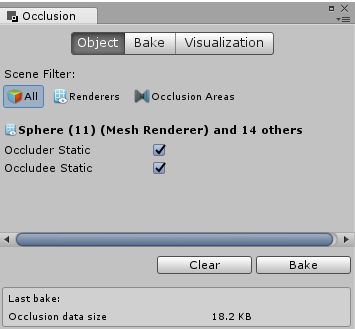 Occlusion
Object Bake Visualization
Scene Filter:
All Renderers Occlusion Areas
Sphere (11) (Mesh Renderer) and 14 others
Occluder Static
Occludee Static
Clear Bake
Last bake:
Occlusion data size 18.2 KB